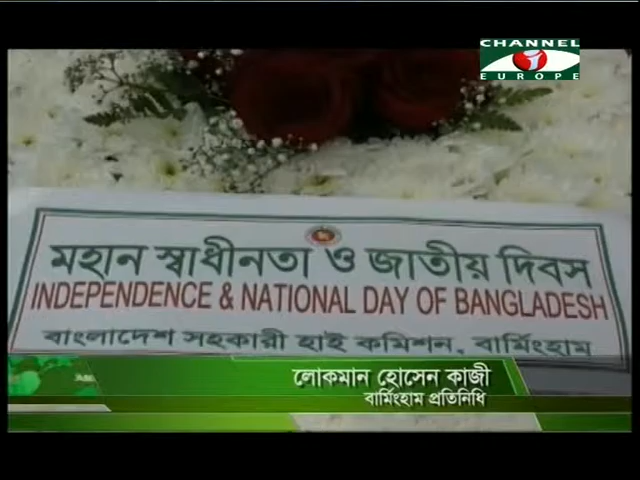 CHANNEL
i
EUROPE
মহান স্বাধীনতা ও জাতীয় দিবস
INDEPENDENCE & NATIONAL DAY OF BANGLADESH
বাংলাদেশ সহকারী হাই কমিশন, বার্মিংহাম
লোকমান হোসেন কাজী
বার্মিংহাম প্রতিনিধি